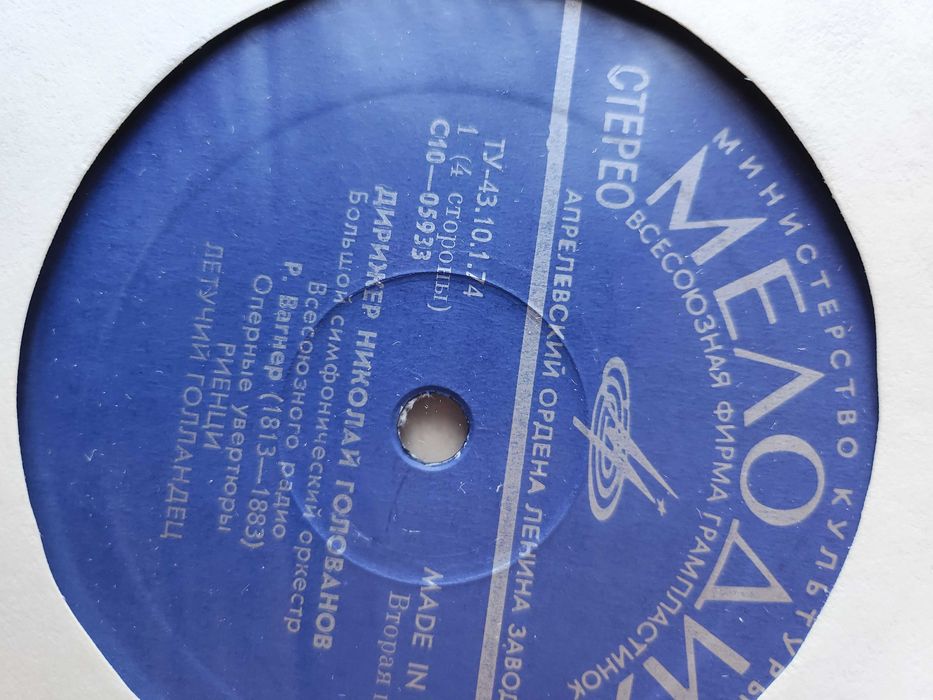 МИНИСТЕРСТВО КУЛЬТУРЫ
МЕЛОДИ
ВСЕСОЮЗНАЯ ФИРМА ГРАМПЛАСТИНОК
СТЕРЕО
АПРЕЛЕВСКИЙ ОРДЕНА ЛЕНИНА ЗАВОД
ТУ-43.10.1.74
1 (4 стороны)
С10—05933
MADE IN
Вторая
ДИРИЖЕР НИКОЛАЙ ГОЛОВАНОВ
Большой симфонический оркестр
Всесоюзного радио
Р. Вагнер (1813—1883)
Оперные увертюры
РИЕНЦИ
ЛЕТУЧИЙ ГОЛЛАНДЕЦ